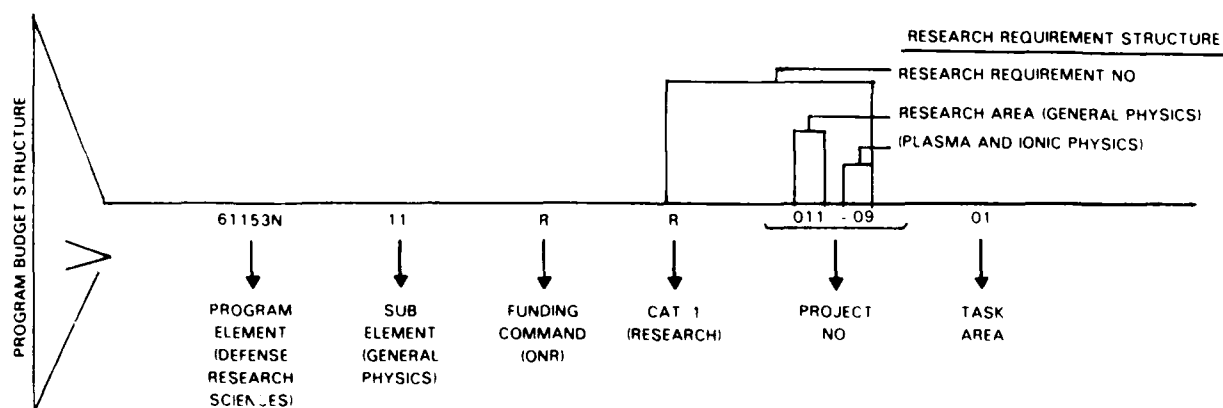 PROGRAM BUDGET STRUCTURE
RESEARCH REQUIREMENT STRUCTURE
RESEARCH REQUIREMENT NO
RESEARCH AREA (GENERAL PHYSICS)
(PLASMA AND IONIC PHYSICS)
61153N 11 R R 011 - 09 01
PROGRAM
ELEMENT
(DEFENSE
RESEARCH
SCIENCES)
SUB
ELEMENT
(GENERAL
PHYSICS)
FUNDING
COMMAND
(ONR)
CAT 1
(RESEARCH)
PROJECT
NO
TASK
AREA